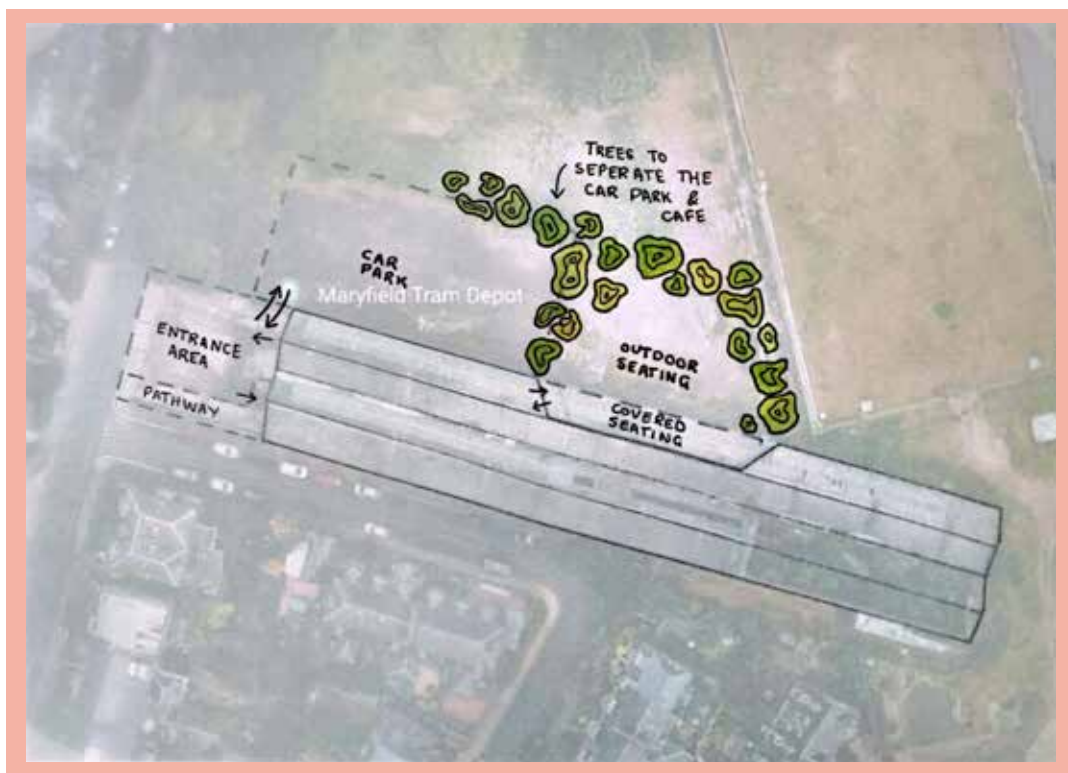 TREES TO
SEPERATE THE
CAR PARK &
CAFE
CAR
PARK
Maryfield Tram Depot
ENTRANCE
AREA
OUTDOOR
SEATING
PATHWAY
COVERED
SEATING